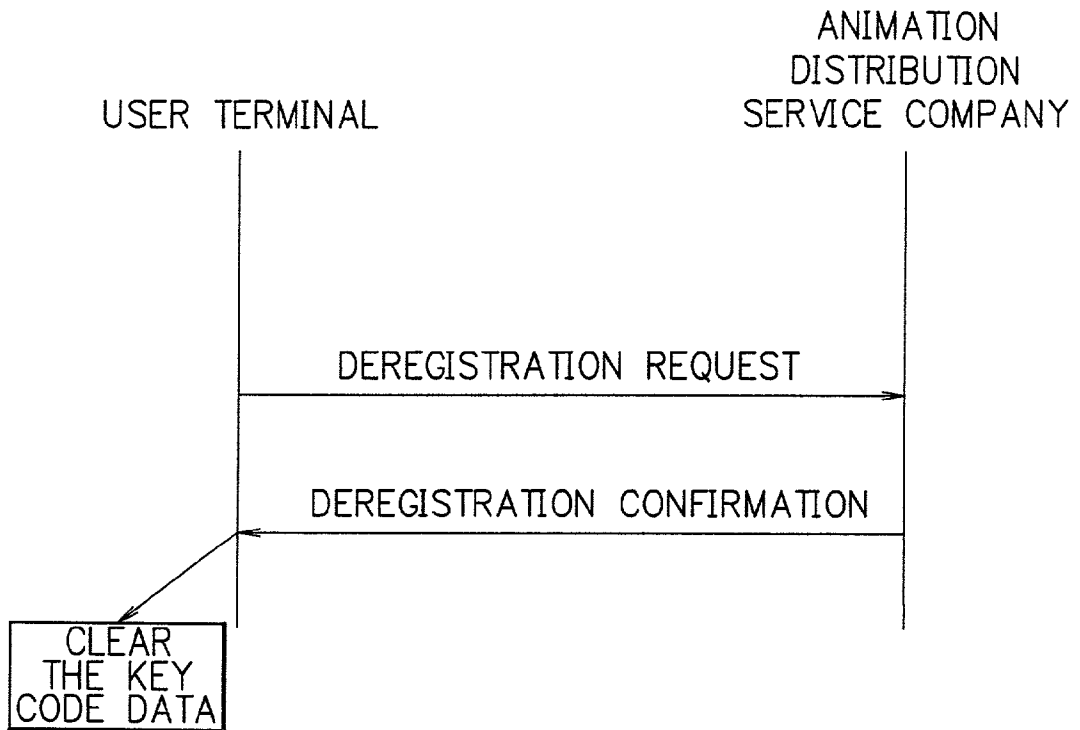 ANIMATION
DISTRIBUTION
SERVICE COMPANY
USER TERMINAL
DEREGISTRATION REQUEST
DEREGISTRATION CONFIRMATION
CLEAR
THE KEY
CODE DATA